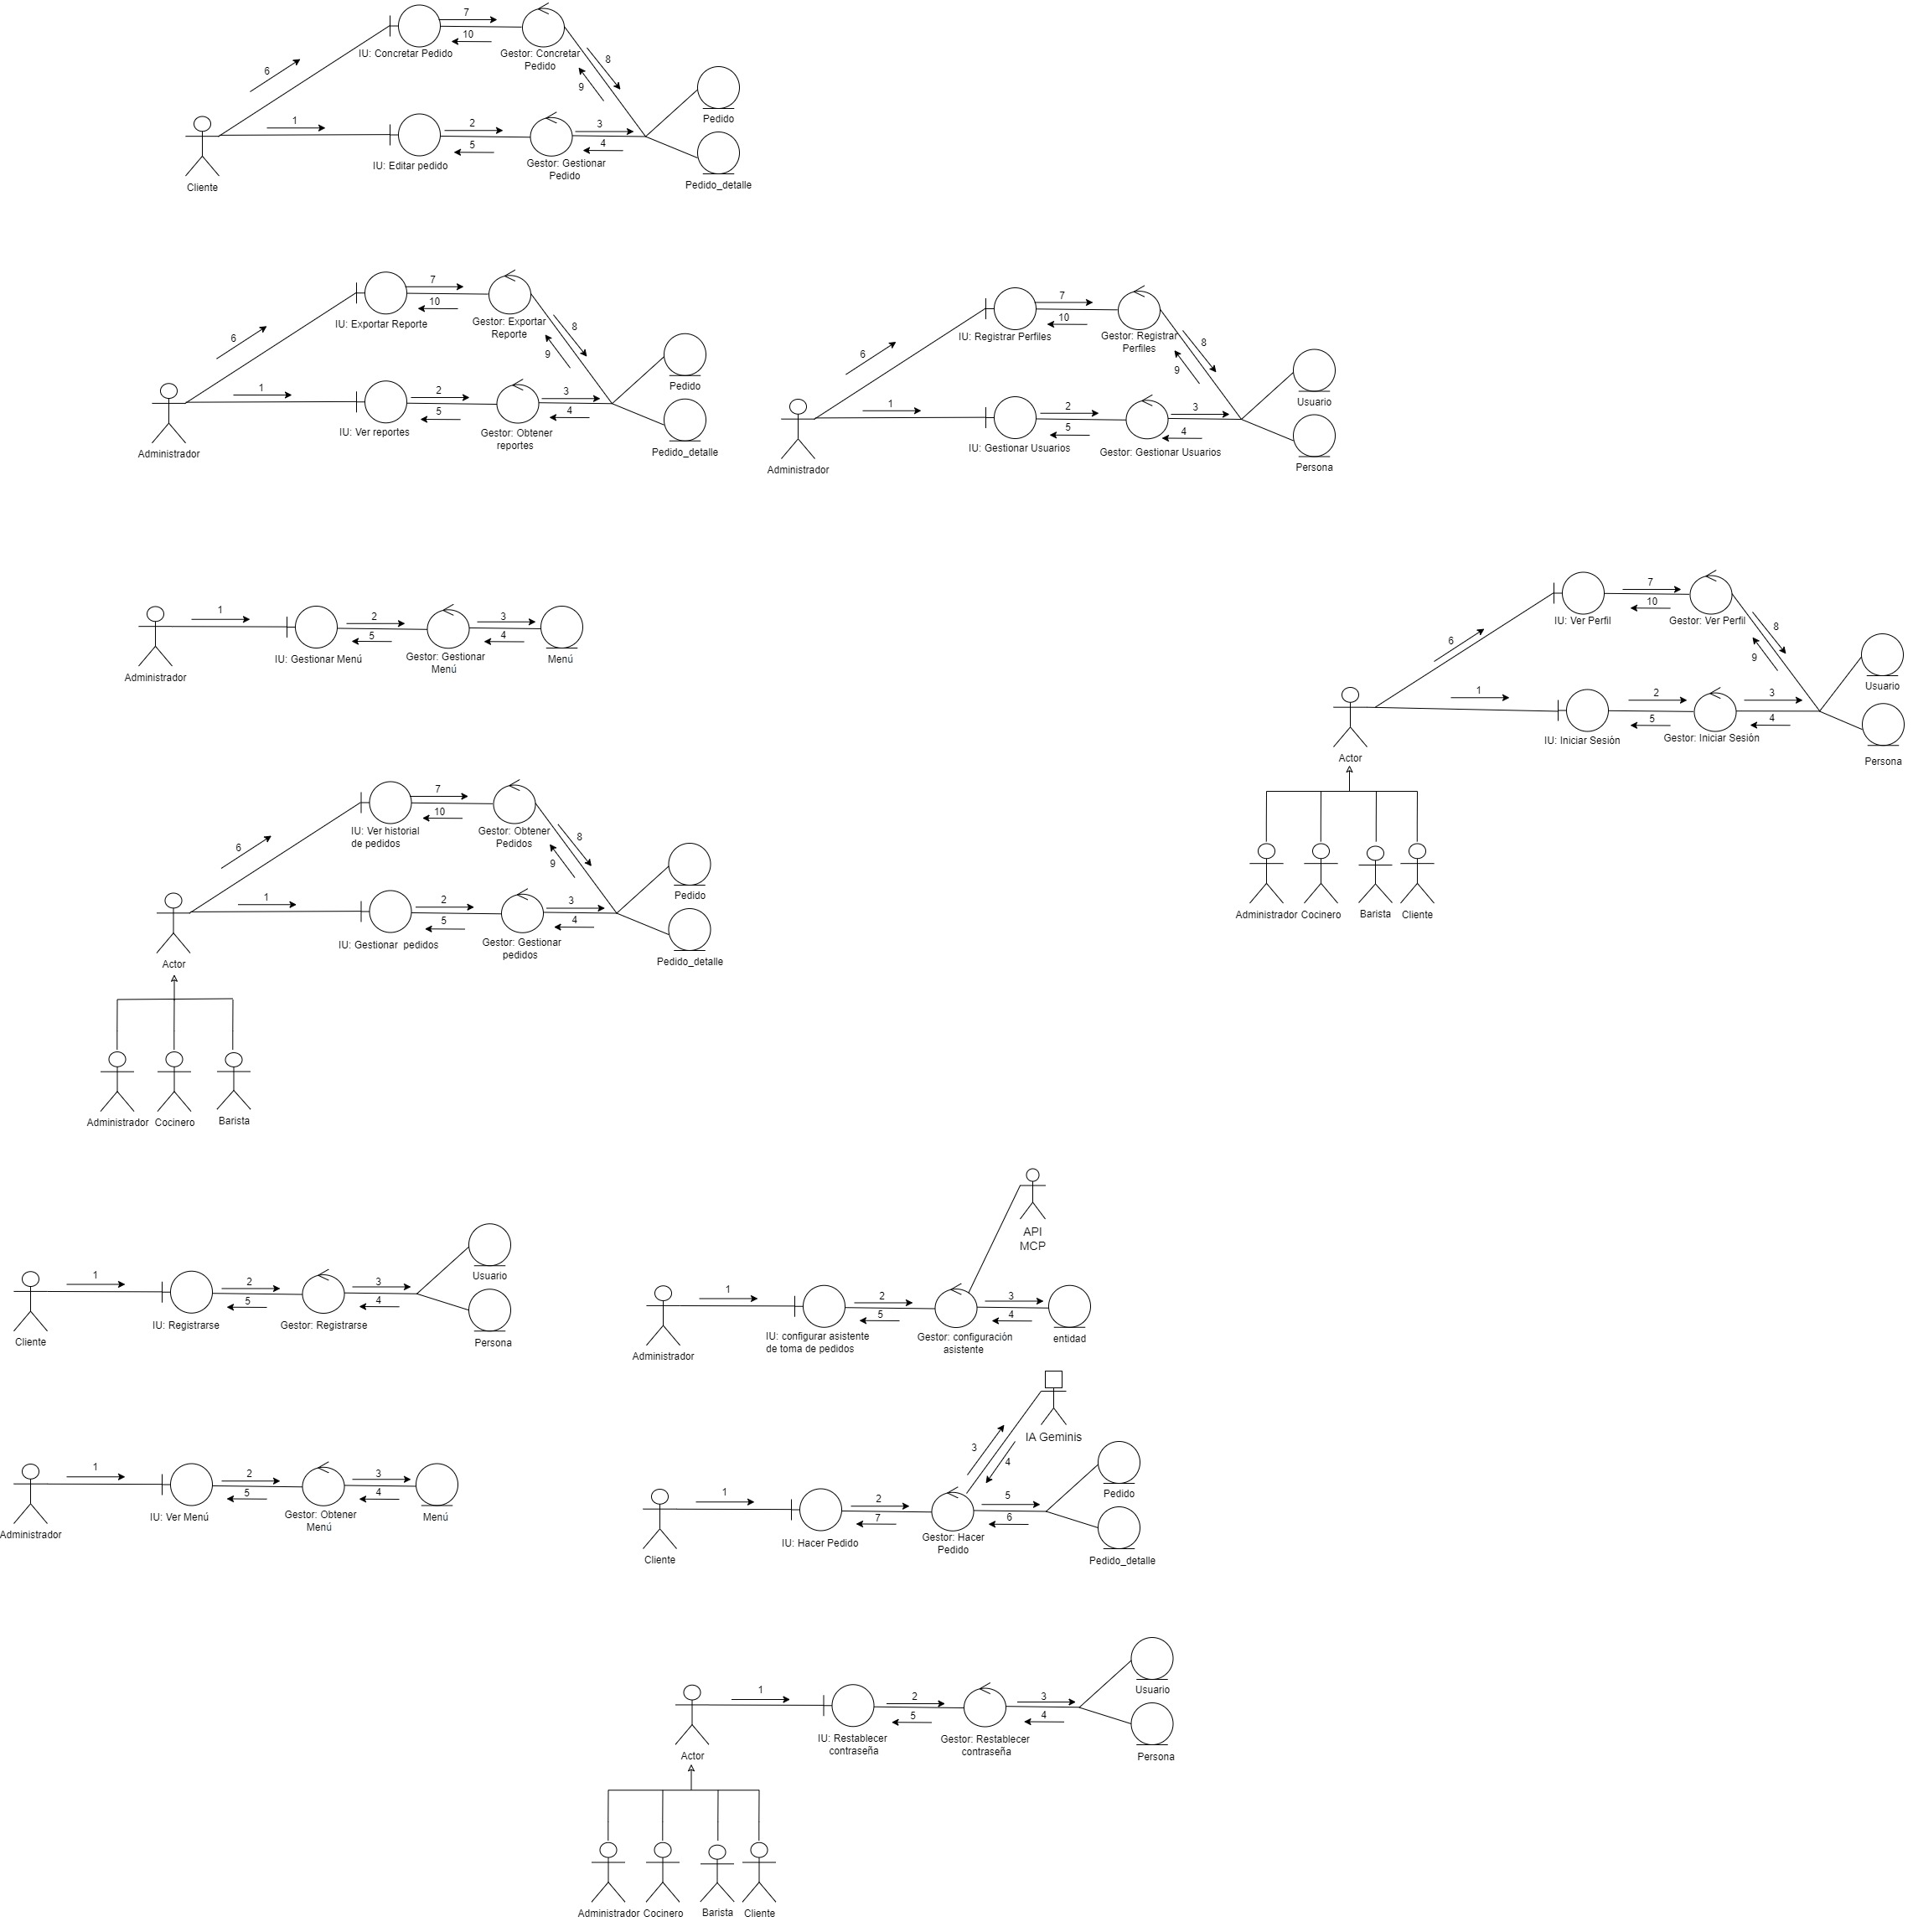 7
10
IU: Concretar Pedido
Gestor: Concretar
Pedido
8
9
6
1
2
5
3
4
IU: Editar pedido
Gestor: Gestionar
Pedido
Pedido
Pedido_detalle
Cliente
7
10
IU: Exportar Reporte
Gestor: Exportar
Reporte
8
9
6
1
2
5
3
4
IU: Ver reportes
Gestor: Obtener
reportes
Pedido
Pedido_detalle
Administrador
7
10
IU: Registrar Perfiles
Gestor: Registrar
Perfiles
8
9
6
1
2
5
3
4
IU: Gestionar Usuarios
Gestor: Gestionar Usuarios
Usuario
Persona
Administrador
1
2
5
3
4
IU: Gestionar Menú
Gestor: Gestionar
Menú
Menú
Administrador
7
10
IU: Ver Perfil
Gestor: Ver Perfil
8
9
6
1
2
5
3
4
IU: Iniciar Sesión
Gestor: Iniciar Sesión
Usuario
Persona
Actor
Administrador
Cocinero
Barista
Cliente
7
10
IU: Ver historial
de pedidos
Gestor: Obtener
Pedidos
8
9
6
1
2
5
3
4
IU: Gestionar pedidos
Gestor: Gestionar
pedidos
Pedido
Pedido_detalle
Actor
Administrador
Cocinero
Barista
1
2
5
3
4
IU: Registrarse
Gestor: Registrarse
Usuario
Persona
Cliente
API
MCP
1
2
5
3
4
IU: configurar asistente
de toma de pedidos
Gestor: configuración
asistente
entidad
Administrador
1
2
5
3
4
IU: Ver Menú
Gestor: Obtener
Menú
Menú
Administrador
IA Geminis
3
4
1
2
7
5
6
IU: Hacer Pedido
Gestor: Hacer
Pedido
Pedido
Pedido_detalle
Cliente
1
2
5
3
4
IU: Restablecer
contraseña
Gestor: Restablecer
contraseña
Usuario
Persona
Actor
Administrador
Cocinero
Barista
Cliente